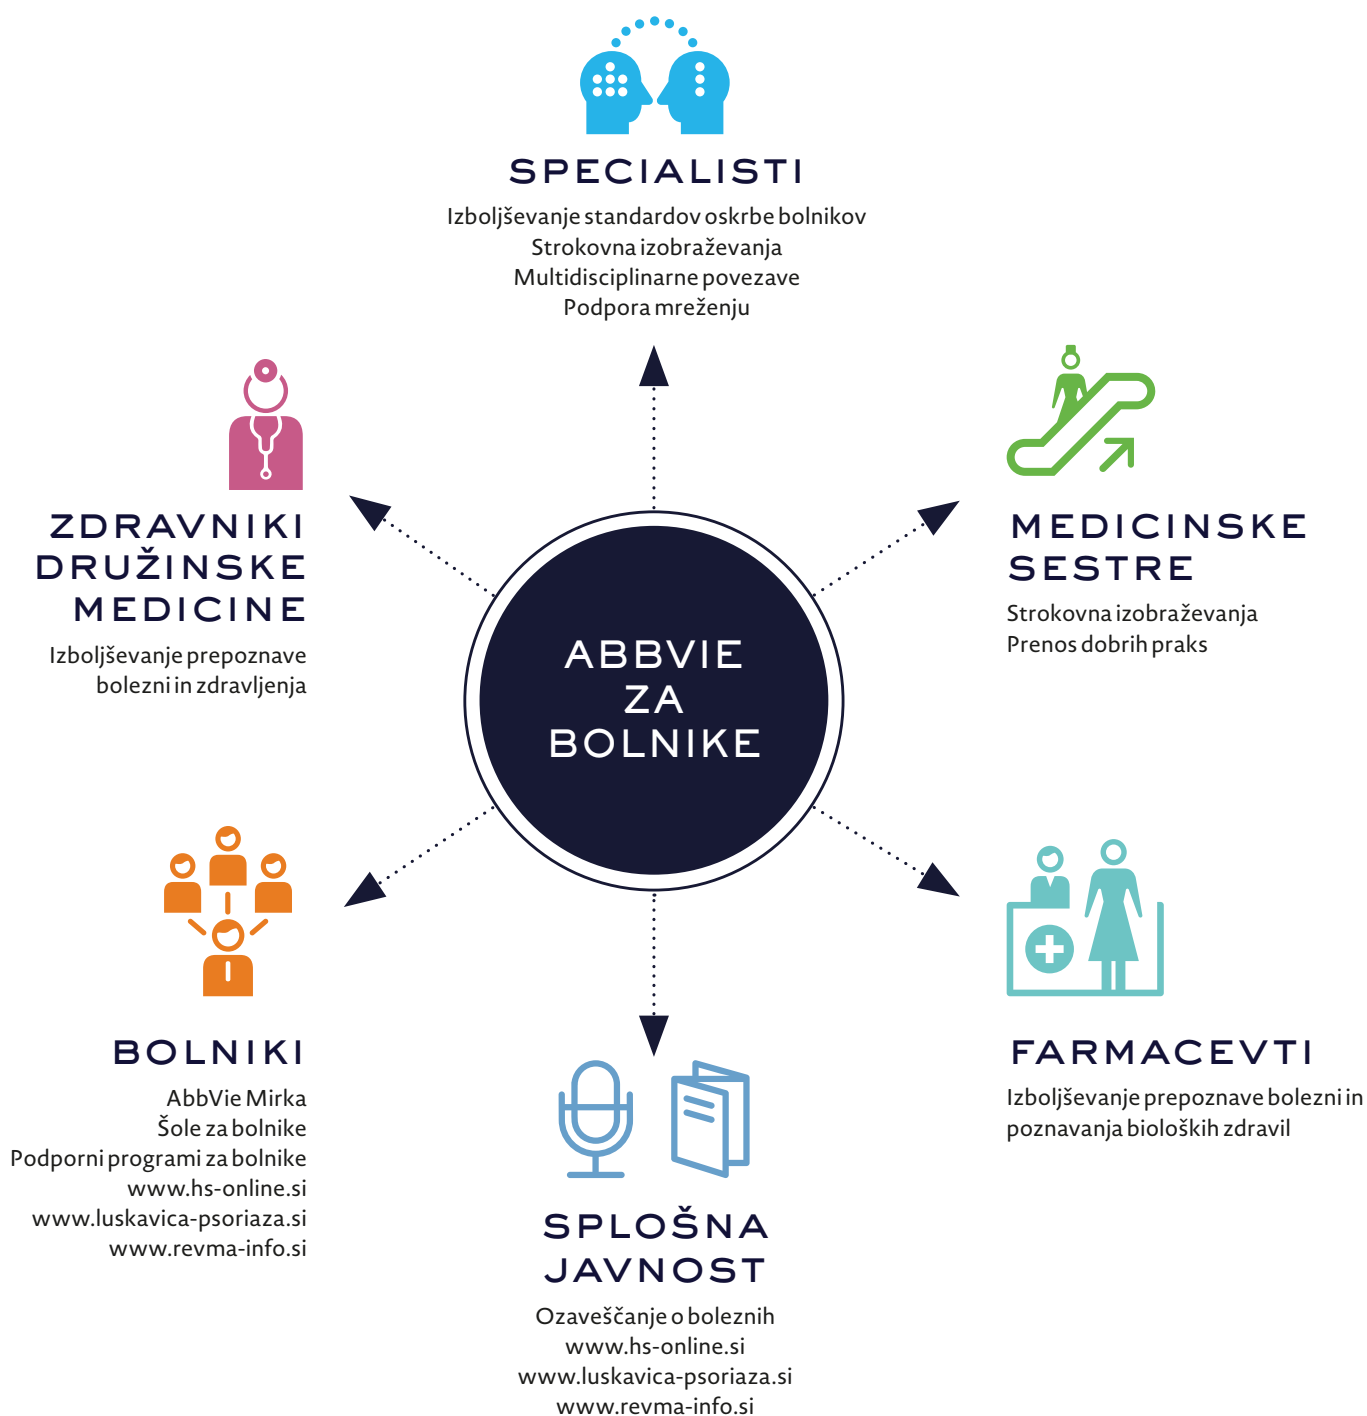 SPECIALISTI
Izboljševanje standardov oskrbe bolnikov
Strokovna izobraževanja
Multidisciplinarne povezave
Podpora mreženju
ZDRAVNIKI
DRUŽINSKE
MEDICINE
Izboljševanje prepoznave
bolezni in zdravljenja
MEDICINSKE
SESTRE
Strokovna izobraževanja
Prenos dobrih praks
ABBVIE
ZA
BOLNIKE
BOLNIKI
AbbVie Mirka
Šole za bolnike
Podporni programi za bolnike
www.hs-online.si
www.luskavica-psoriaza.si
www.revma-info.si
FARMACEVTI
Izboljševanje prepoznave bolezni in
poznavanja bioloških zdravil
SPLOŠNA
JAVNOST
Ozaveščanje o boleznih
www.hs-online.si
www.luskavica-psoriaza.si
www.revma-info.si